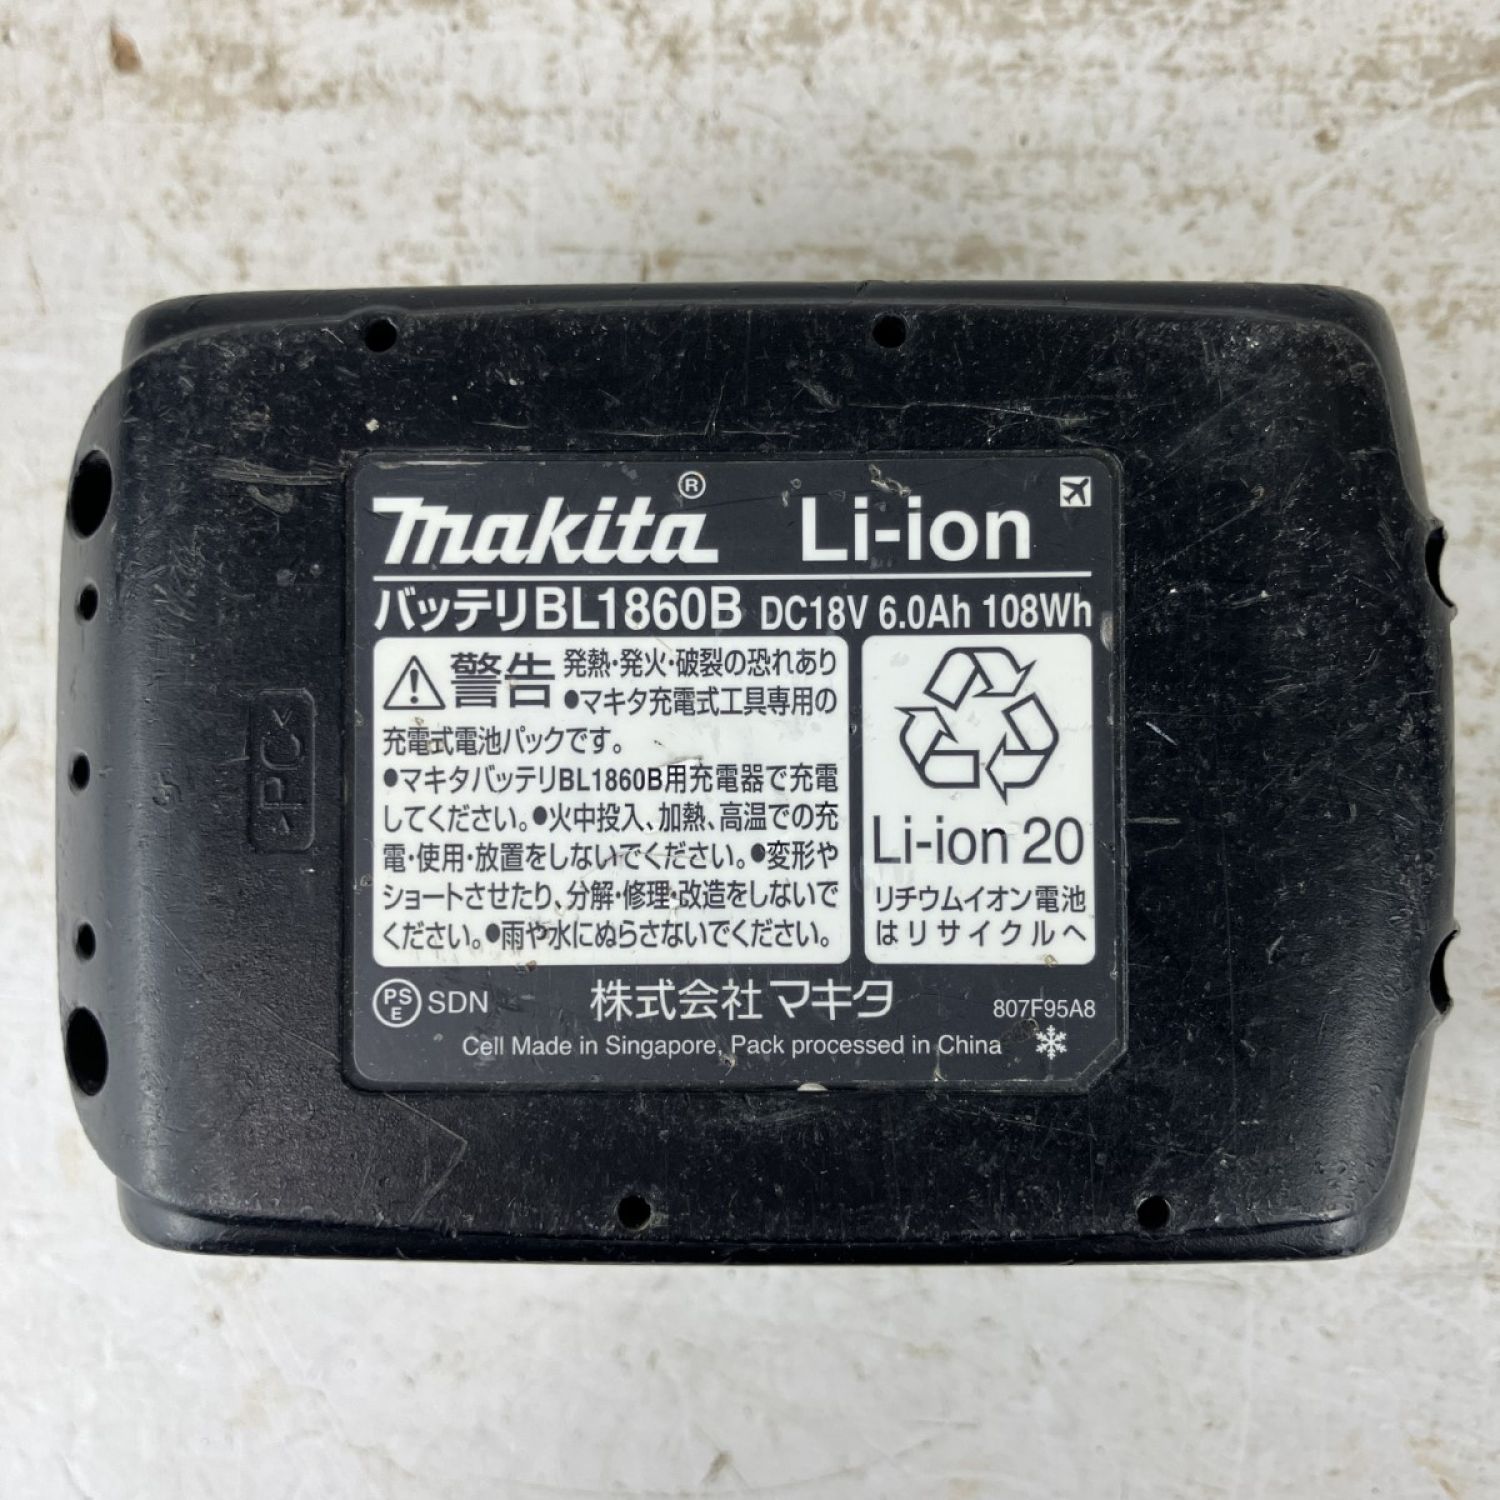 makita® Li-ion
バッテリBL1860B DC18V 6.0Ah 108Wh
警告 発熱・発火・破裂の恐れあり
●マキタ充電式工具専用の
充電式電池パックです。
●マキタバッテリBL1860B用充電器で充電
してください。●火中投入、加熱、高温での充
電・使用・放置をしないでください。●変形や
ショートさせたり、分解・修理・改造をしないで
ください。●雨や水にぬらさないでください。
Li-ion 20
リチウムイオン電池
はリサイクルへ
PSE SDN 株式会社マキタ 807F95A8
Cell Made in Singapore, Pack processed in China
>PC<